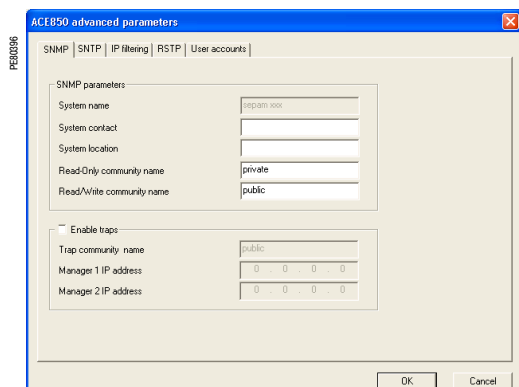 ACE850 advanced parameters
PE80396
SNMP SNTP IP filtering RSTP User accounts
SNMP parameters
System name sepam xxx
System contact
System location
Read-Only community name private
Read/Write community name public
Enable traps
Trap community name public
Manager 1 IP address 0 . 0 . 0 . 0
Manager 2 IP address 0 . 0 . 0 . 0
OK Cancel